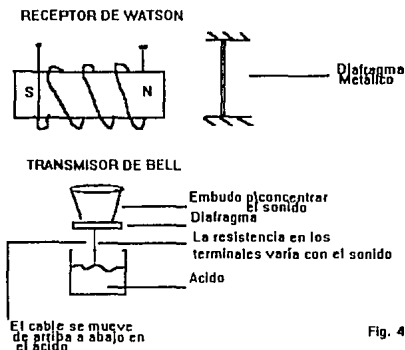 RECEPTOR DE WATSON
S
N
Diafragma
Metálico
TRANSMISOR DE BELL
Embudo p|concentrar
el sonido
Diafragma
La resistencia en los
terminales varía con el sonido
Acido
El cable se mueve
de arriba a abajo en
el ácido
Fig. 4